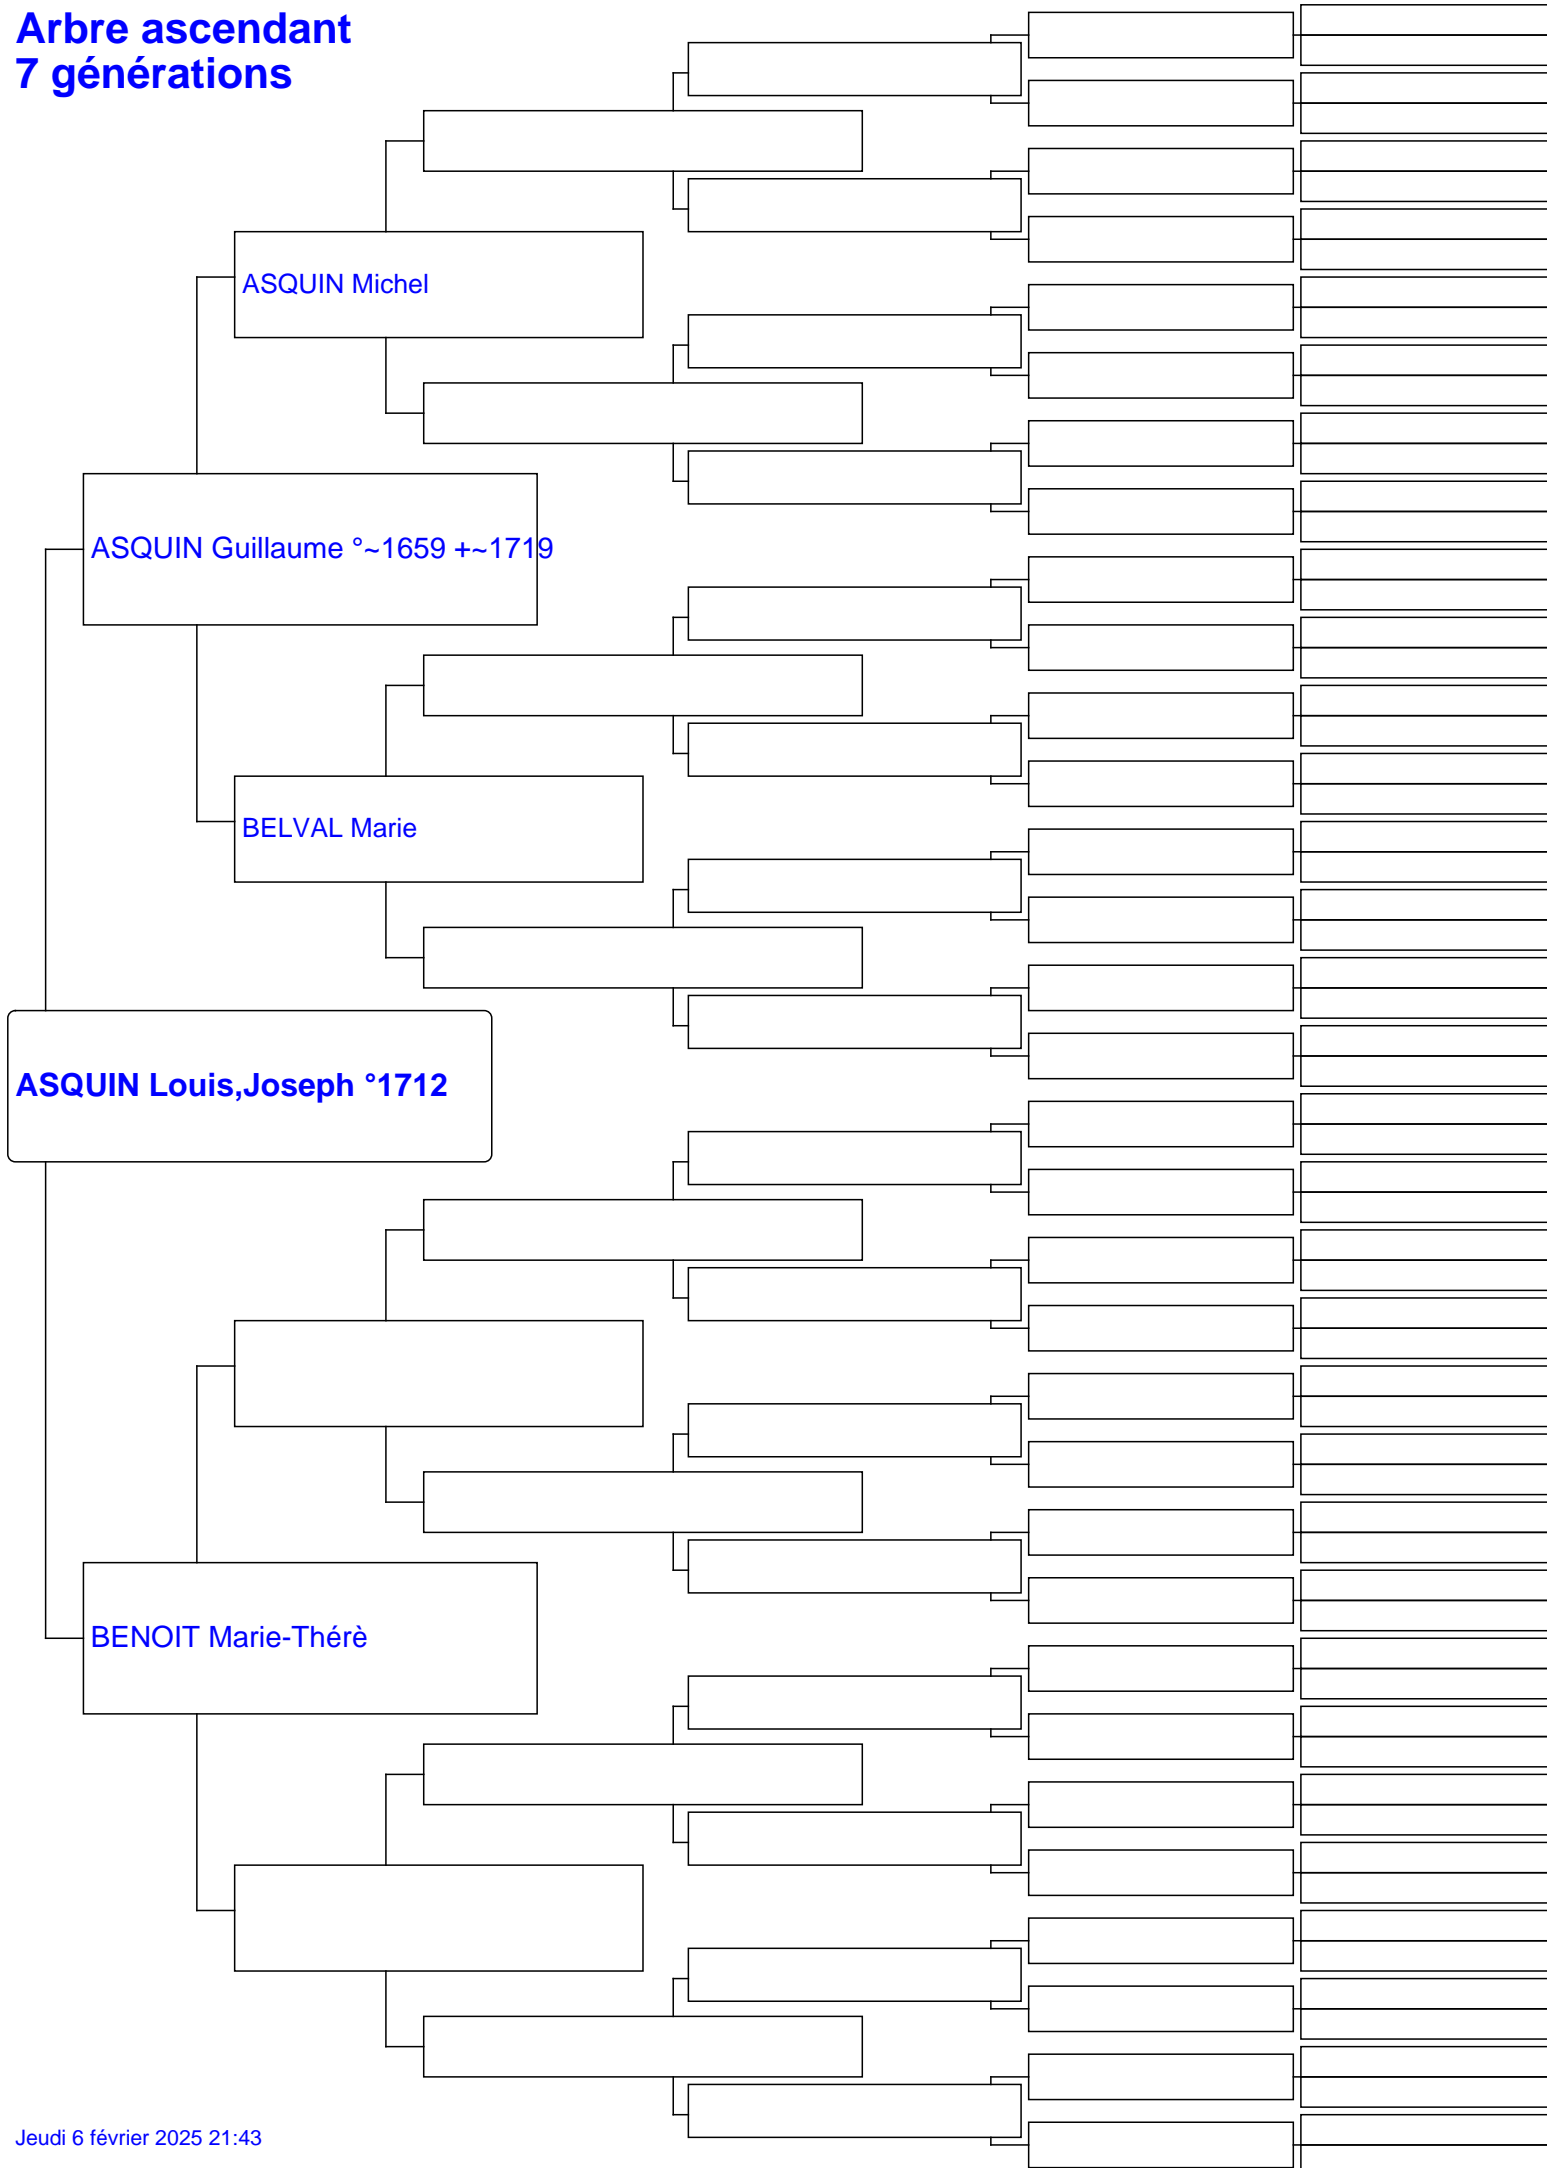 Arbre ascendant
7 générations
ASQUIN Michel
ASQUIN Guillaume °~1659 +~1719
BELVAL Marie
ASQUIN Louis,Joseph °1712
BENOIT Marie-Thérè
Jeudi 6 février 2025 21:43